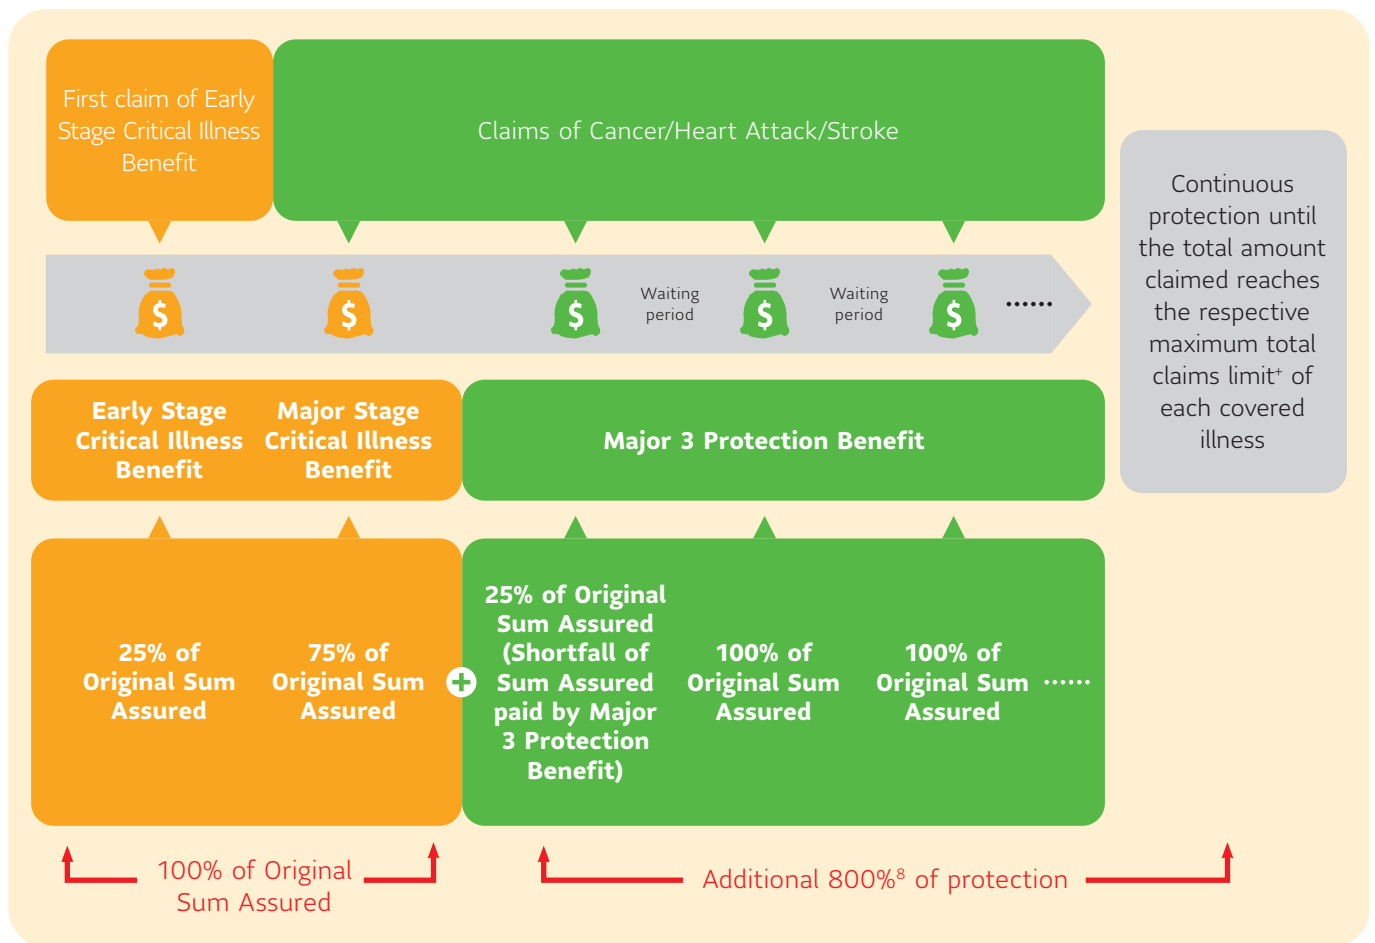 First claim of Early
Stage Critical Illness
Benefit
Claims of Cancer/Heart Attack/Stroke
Continuous
protection until
the total amount
claimed reaches
the respective
maximum total
claims limit⁺ of
each covered
illness
$
$
$
Waiting
period
$
Waiting
period
$
······
Early Stage
Critical Illness
Benefit
Major Stage
Critical Illness
Benefit
Major 3 Protection Benefit
25% of
Original Sum
Assured
75% of
Original Sum
Assured
+
25% of Original
Sum Assured
(Shortfall of
Sum Assured
paid by Major
3 Protection
Benefit)
100% of
Original Sum
Assured
100% of
Original Sum
Assured
······
100% of Original
Sum Assured
Additional 800%⁸ of protection